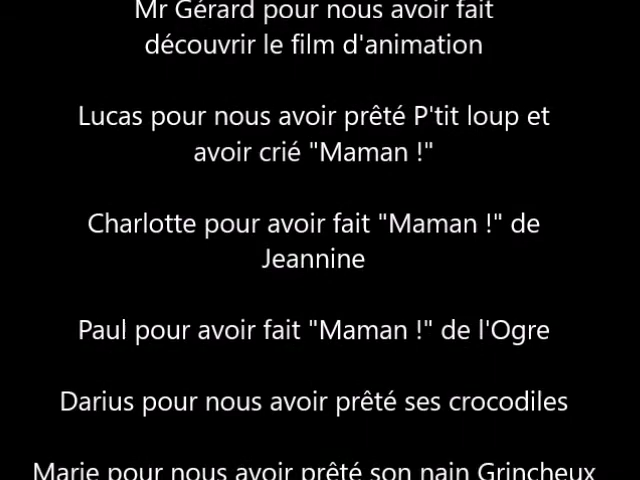 Mr Gérard pour nous avoir fait
découvrir le film d'animation
Lucas pour nous avoir prêté P'tit loup et
avoir crié "Maman !"
Charlotte pour avoir fait "Maman !" de
Jeannine
Paul pour avoir fait "Maman !" de l'Ogre
Darius pour nous avoir prêté ses crocodiles
Marie pour nous avoir prêté son nain Grincheux